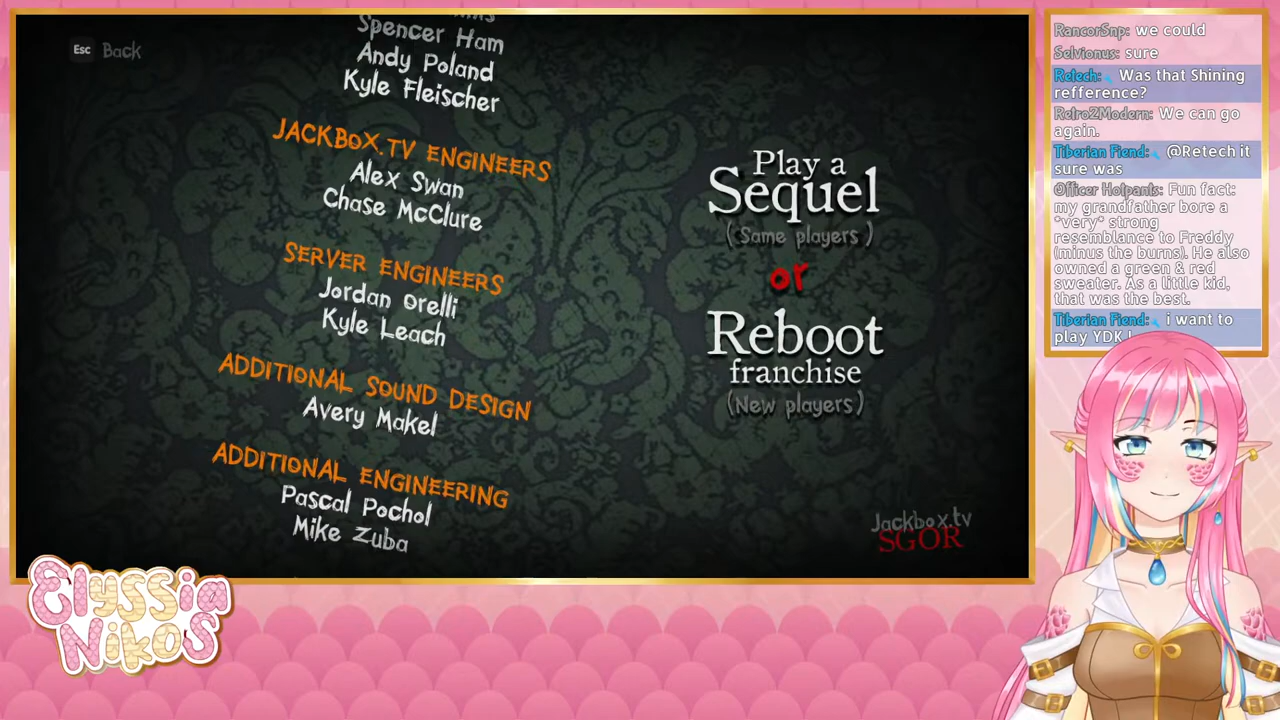 Esc Back
Spencer Ham
Andy Poland
Kyle Fleischer
JACKBOX.TV ENGINEERS
Alex Swan
Chase McClure
SERVER ENGINEERS
Jordan Orelli
Kyle Leach
ADDITIONAL SOUND DESIGN
Avery Makel
ADDITIONAL ENGINEERING
Pascal Pochol
Mike Zuba
Play a
Sequel
(Same players)
or
Reboot
franchise
(New players)
Jackbox.tv
SGOR
RancorSnp: we could
Selvionus: sure
Retech: Was that Shining
refference?
Retro2Modern: We can go
again.
Tiberian Fiend: @Retech it
sure was
Officer Hotpants: Fun fact:
my grandfather bore a
*very* strong
resemblance to Freddy
(minus the burns). He also
owned a green & red
sweater. As a little kid,
that was the best.
Tiberian Fiend: i want to
play YDK !
Elyssia
Nikos